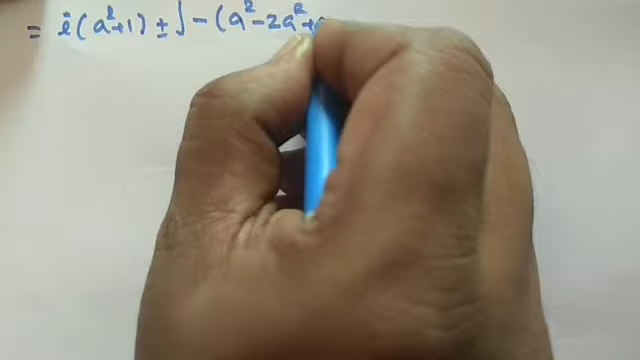 = i(a²+1) ± √-(a²-2a²+